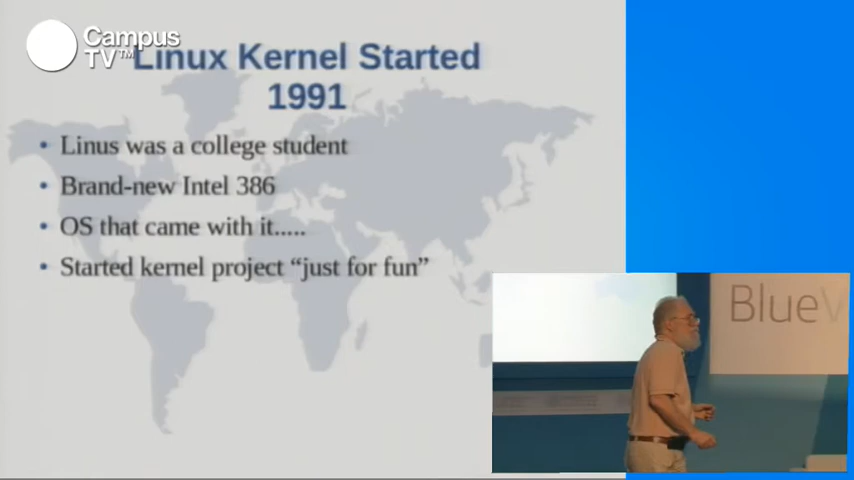 Campus
TV™
Linux Kernel Started
1991
• Linus was a college student
• Brand-new Intel 386
• OS that came with it.....
• Started kernel project “just for fun”
BlueV